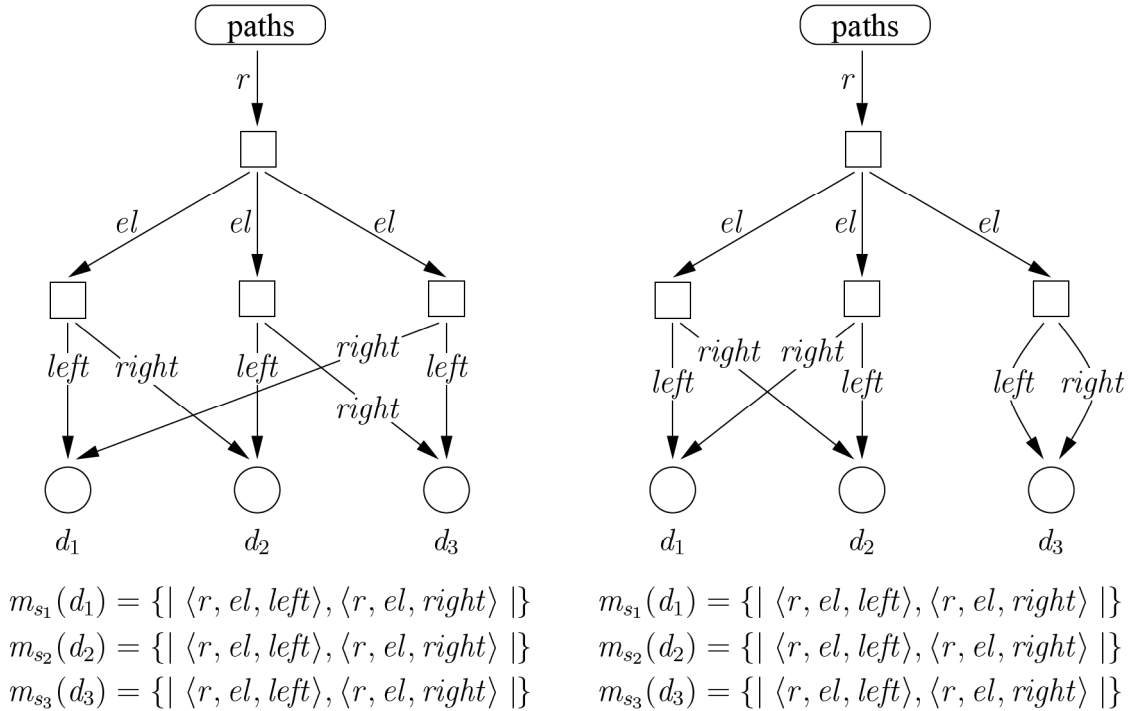 paths
r
el el el
left right left right right left
d₁ d₂ d₃
m_{s₁}(d₁) = {| ⟨r, el, left⟩, ⟨r, el, right⟩ |}
m_{s₂}(d₂) = {| ⟨r, el, left⟩, ⟨r, el, right⟩ |}
m_{s₃}(d₃) = {| ⟨r, el, left⟩, ⟨r, el, right⟩ |}
paths
r
el el el
left right right left left right
d₁ d₂ d₃
m_{s₁}(d₁) = {| ⟨r, el, left⟩, ⟨r, el, right⟩ |}
m_{s₂}(d₂) = {| ⟨r, el, left⟩, ⟨r, el, right⟩ |}
m_{s₃}(d₃) = {| ⟨r, el, left⟩, ⟨r, el, right⟩ |}